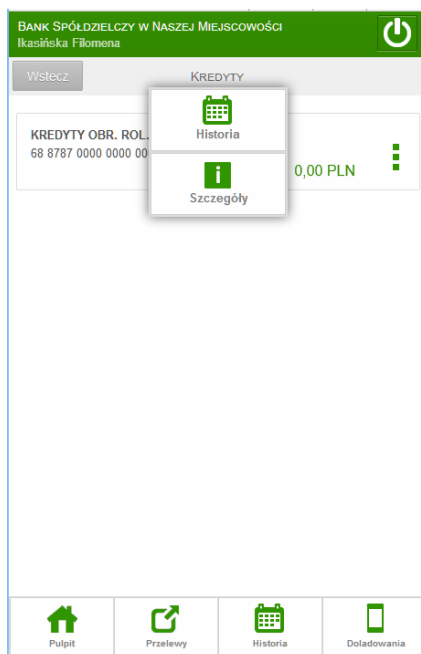 BANK SPÓŁDZIELCZY W NASZEJ MIEJSCOWOŚCI
Ikasińska Filomena
Wstecz KREDYTY
Historia
KREDYTY OBR. ROL.
68 8787 0000 0000 00
0,00 PLN
Szczegóły
Pulpit Przelewy Historia Doladowania